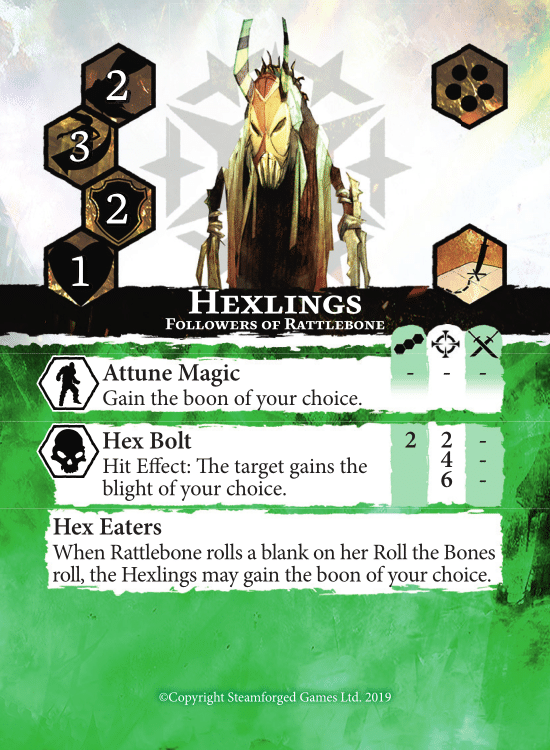 2
3
2
1
Hexlings
Followers of Rattlebone
Attune Magic - - -
Gain the boon of your choice.
Hex Bolt 2 2 -
Hit Effect: The target gains the 4 -
blight of your choice. 6 -
Hex Eaters
When Rattlebone rolls a blank on her Roll the Bones
roll, the Hexlings may gain the boon of your choice.
©Copyright Steamforged Games Ltd. 2019